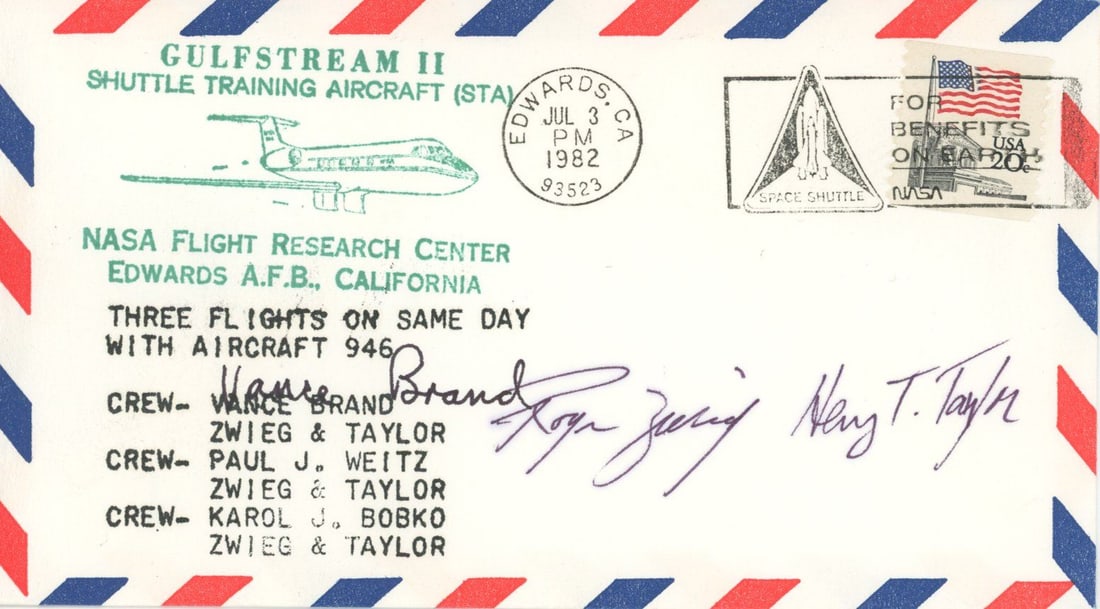 GULFSTREAM II
SHUTTLE TRAINING AIRCRAFT (STA)
NASA FLIGHT RESEARCH CENTER
EDWARDS A.F.B., CALIFORNIA
EDWARDS, CA
JUL 3
PM
1982
93523
SPACE SHUTTLE
FOR
BENEFITS
ON EARTH
NASA
USA
20c
THREE FLIGHTS ON SAME DAY
WITH AIRCRAFT 946
Vance Brand
CREW- VANCE BRAND
ZWIEG & TAYLOR
CREW- PAUL J. WEITZ
ZWIEG & TAYLOR
CREW- KAROL J. BOBKO
ZWIEG & TAYLOR
Roger Zwieg
Henry T. Taylor